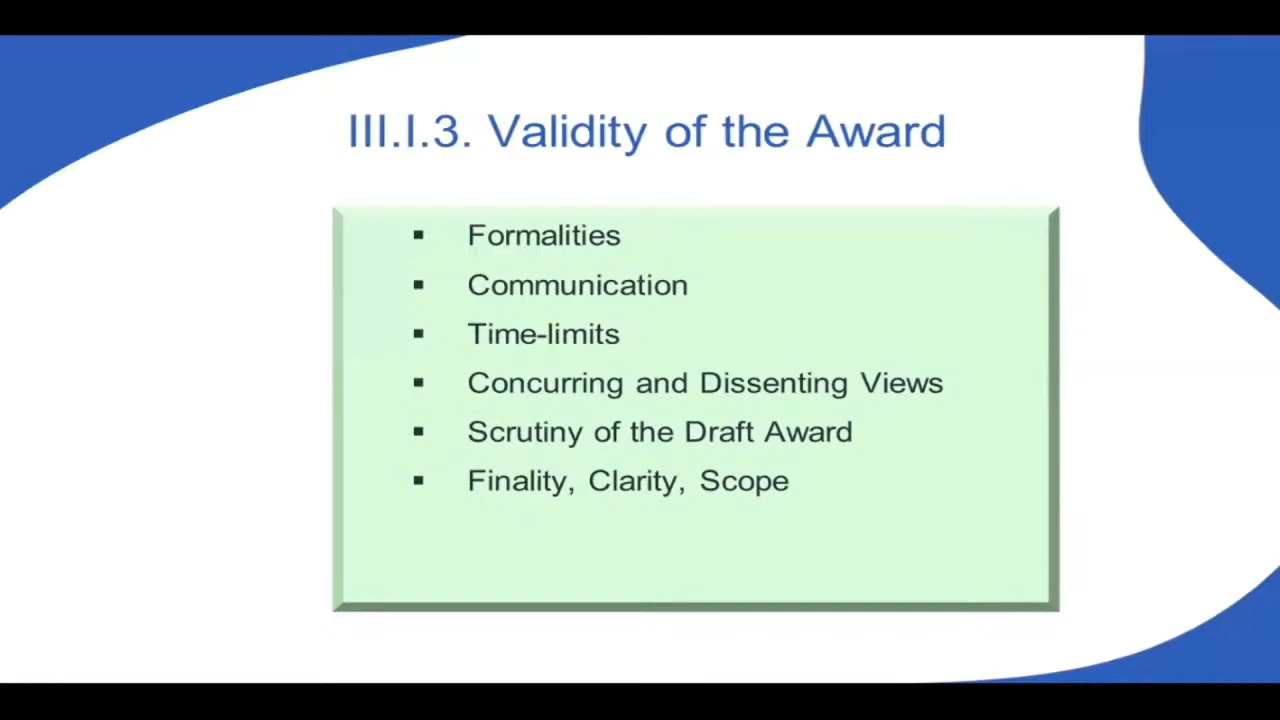 III.I.3. Validity of the Award
▪ Formalities
▪ Communication
▪ Time-limits
▪ Concurring and Dissenting Views
▪ Scrutiny of the Draft Award
▪ Finality, Clarity, Scope